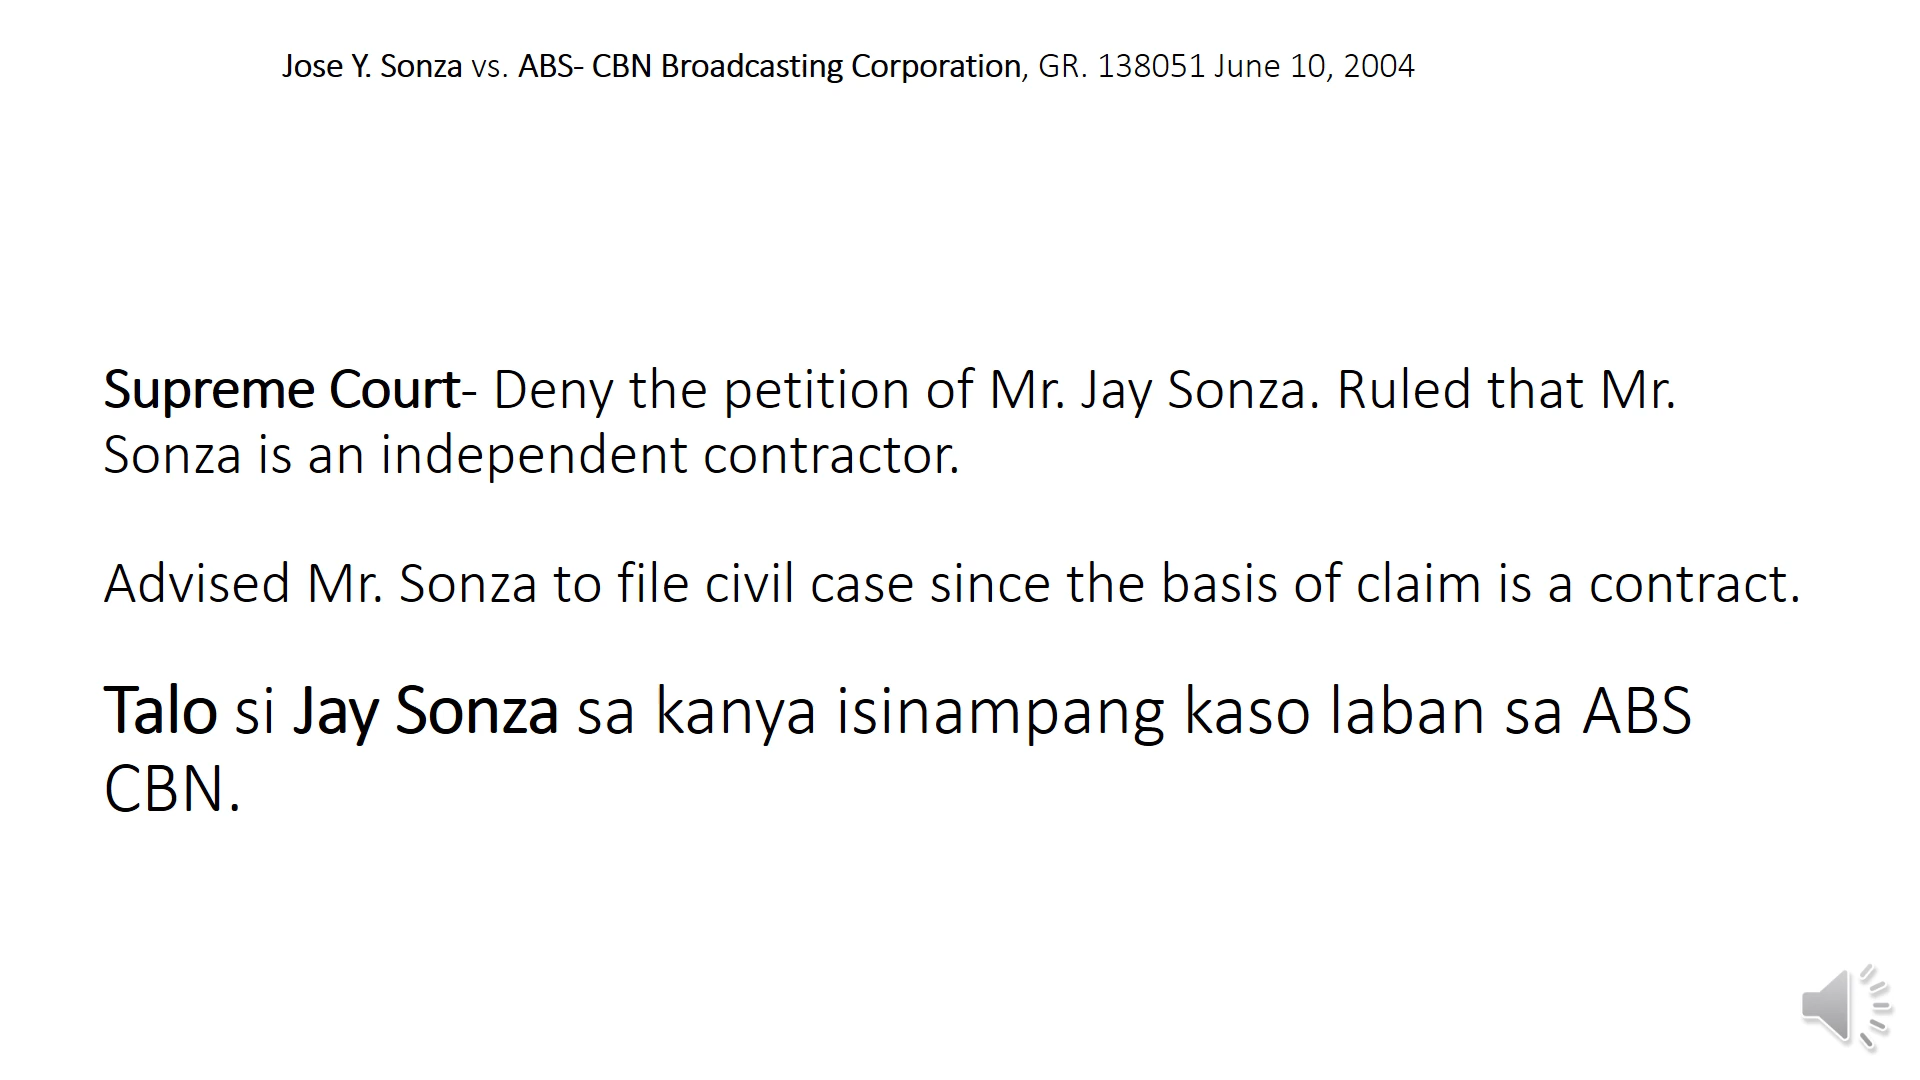 Jose Y. Sonza vs. ABS- CBN Broadcasting Corporation, GR. 138051 June 10, 2004
Supreme Court- Deny the petition of Mr. Jay Sonza. Ruled that Mr.
Sonza is an independent contractor.
Advised Mr. Sonza to file civil case since the basis of claim is a contract.
Talo si Jay Sonza sa kanya isinampang kaso laban sa ABS
CBN.